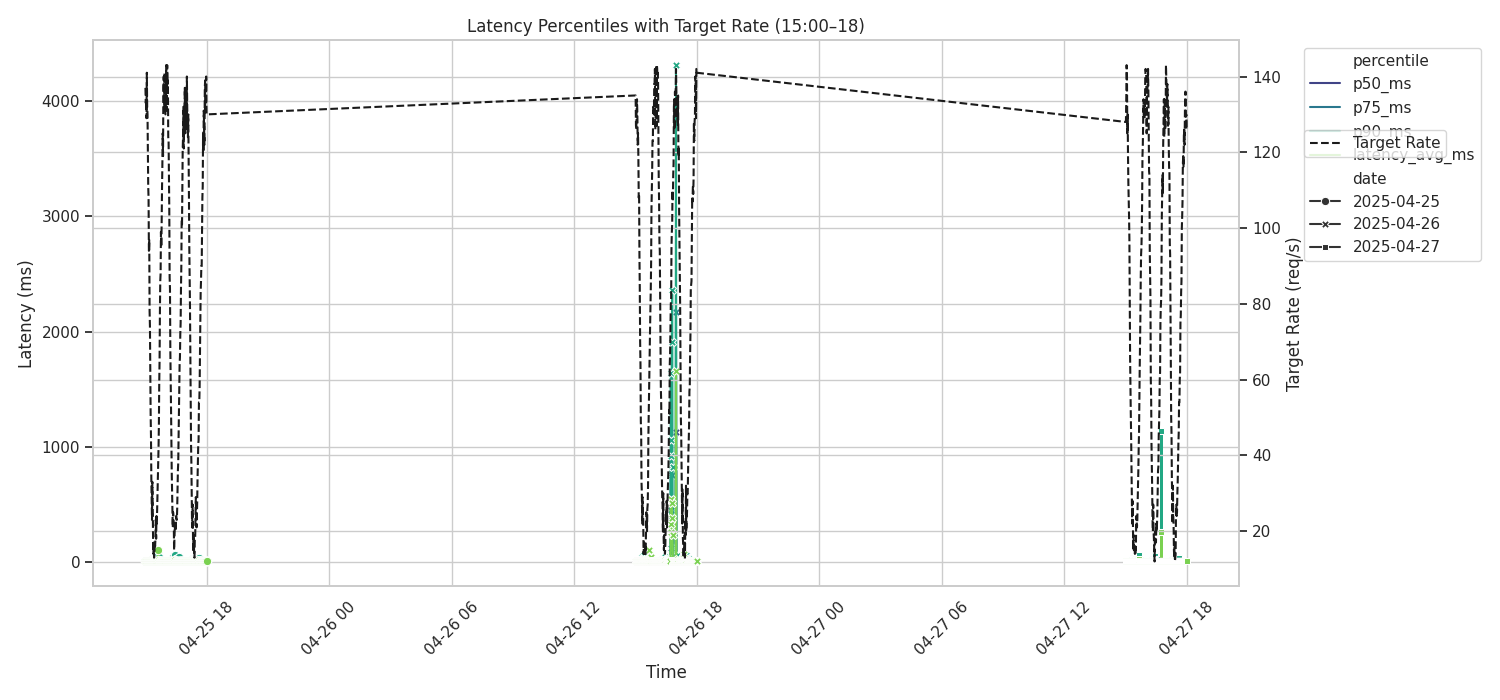 Latency Percentiles with Target Rate (15:00–18)
Latency (ms)
4000
3000
2000
1000
0
140
120
100
80
60
40
20
Target Rate (req/s)
percentile
p50_ms
p75_ms
p90_ms
Target Rate
latency_avg_ms
date
2025-04-25
2025-04-26
2025-04-27
04-25 18
04-26 00
04-26 06
04-26 12
04-26 18
04-27 00
04-27 06
04-27 12
04-27 18
Time